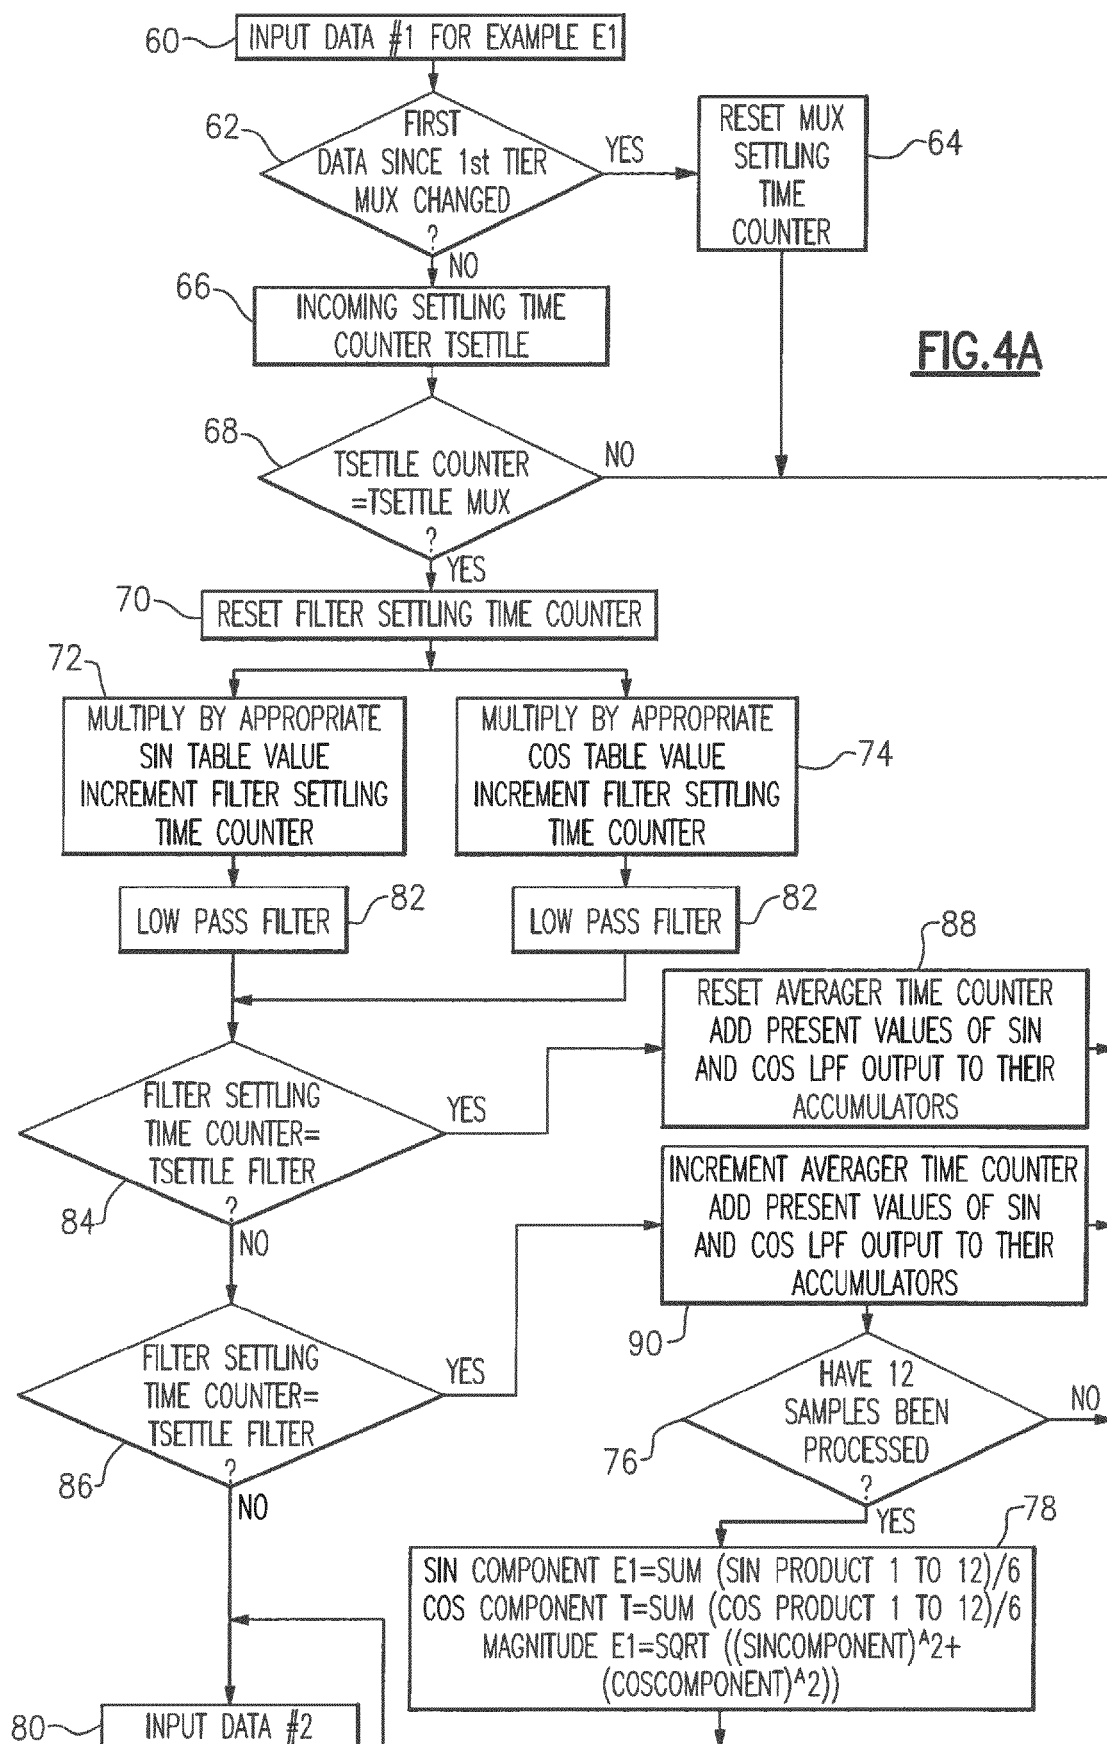 60
INPUT DATA #1 FOR EXAMPLE E1
62
FIRST
DATA SINCE 1st TIER
MUX CHANGED
?
YES
RESET MUX
SETTLING
TIME
COUNTER
64
NO
66
INCOMING SETTLING TIME
COUNTER TSETTLE
FIG.4A
68
TSETTLE COUNTER
=TSETTLE MUX
?
NO
YES
70
RESET FILTER SETTLING TIME COUNTER
72
MULTIPLY BY APPROPRIATE
SIN TABLE VALUE
INCREMENT FILTER SETTLING
TIME COUNTER
MULTIPLY BY APPROPRIATE
COS TABLE VALUE
INCREMENT FILTER SETTLING
TIME COUNTER
74
LOW PASS FILTER
82
LOW PASS FILTER
82
88
RESET AVERAGER TIME COUNTER
ADD PRESENT VALUES OF SIN
AND COS LPF OUTPUT TO THEIR
ACCUMULATORS
FILTER SETTLING
TIME COUNTER=
TSETTLE FILTER
?
YES
84
NO
INCREMENT AVERAGER TIME COUNTER
ADD PRESENT VALUES OF SIN
AND COS LPF OUTPUT TO THEIR
ACCUMULATORS
90
FILTER SETTLING
TIME COUNTER=
TSETTLE FILTER
?
YES
86
NO
HAVE 12
SAMPLES BEEN
PROCESSED
?
NO
76
YES
78
SIN COMPONENT E1=SUM (SIN PRODUCT 1 TO 12)/6
COS COMPONENT T=SUM (COS PRODUCT 1 TO 12)/6
MAGNITUDE E1=SQRT ((SINCOMPONENT)^2+
(COSCOMPONENT)^2))
80
INPUT DATA #2